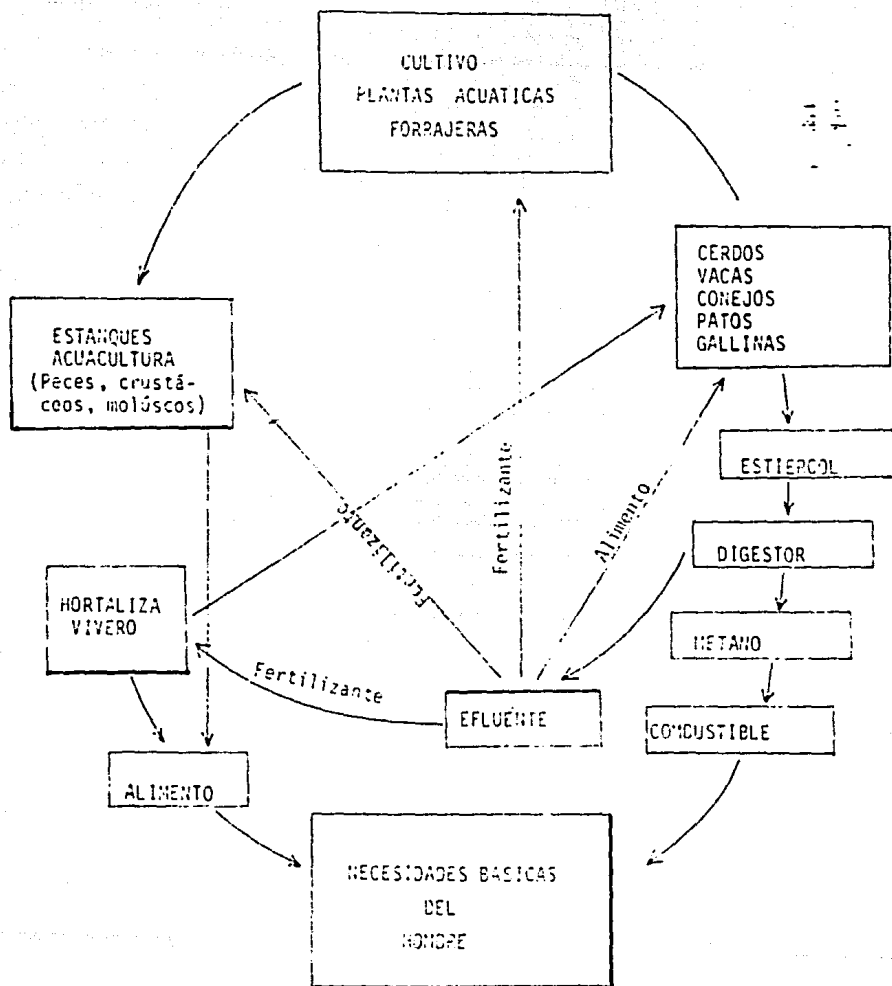 CULTIVO
PLANTAS ACUATICAS
FORRAJERAS
CERDOS
VACAS
CONEJOS
PATOS
GALLINAS
ESTANQUES
ACUACULTURA
(Peces, crustá-
ceos, molúscos)
ESTIERCOL
Fertilizante
Fertilizante
Alimento
DIGESTOR
HORTALIZA
VIVERO
METANO
Fertilizante
EFLUENTE
COMBUSTIBLE
ALIMENTO
NECESIDADES BASICAS
DEL
HOMBRE